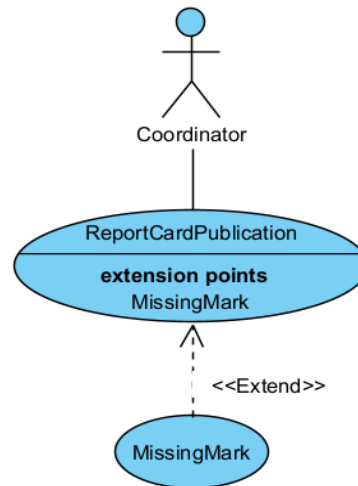 Coordinator
ReportCardPublication
extension points
MissingMark
<<Extend>>
MissingMark